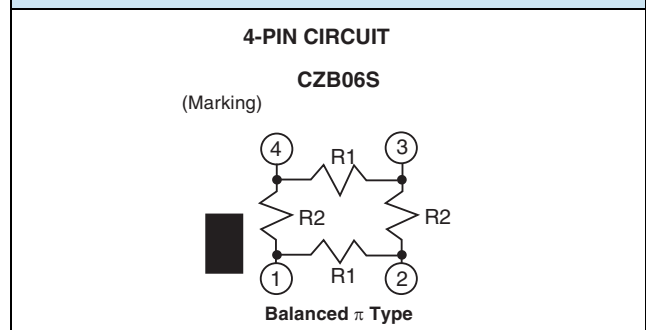 4-PIN CIRCUIT
CZB06S
(Marking)
4
R1
3
R2
R2
1
R1
2
Balanced π Type